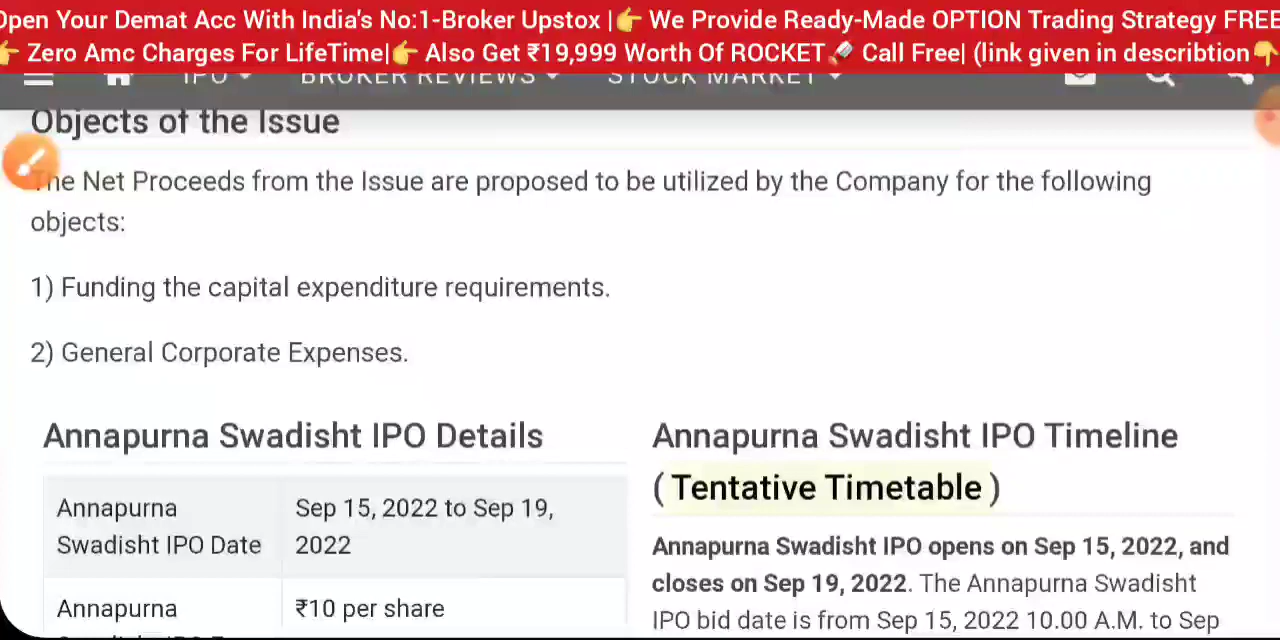 Open Your Demat Acc With India's No:1-Broker Upstox |👉 We Provide Ready-Made OPTION Trading Strategy FREE
👉 Zero Amc Charges For LifeTime|👉 Also Get ₹19,999 Worth Of ROCKET🚀 Call Free| (link given in describtion👇
IPO BROKER REVIEWS STOCK MARKET
Objects of the Issue
The Net Proceeds from the Issue are proposed to be utilized by the Company for the following
objects:
1) Funding the capital expenditure requirements.
2) General Corporate Expenses.
Annapurna Swadisht IPO Details
Annapurna Sep 15, 2022 to Sep 19,
Swadisht IPO Date 2022
Annapurna ₹10 per share
Annapurna Swadisht IPO Timeline
(Tentative Timetable)
Annapurna Swadisht IPO opens on Sep 15, 2022, and
closes on Sep 19, 2022. The Annapurna Swadisht
IPO bid date is from Sep 15, 2022 10.00 A.M. to Sep